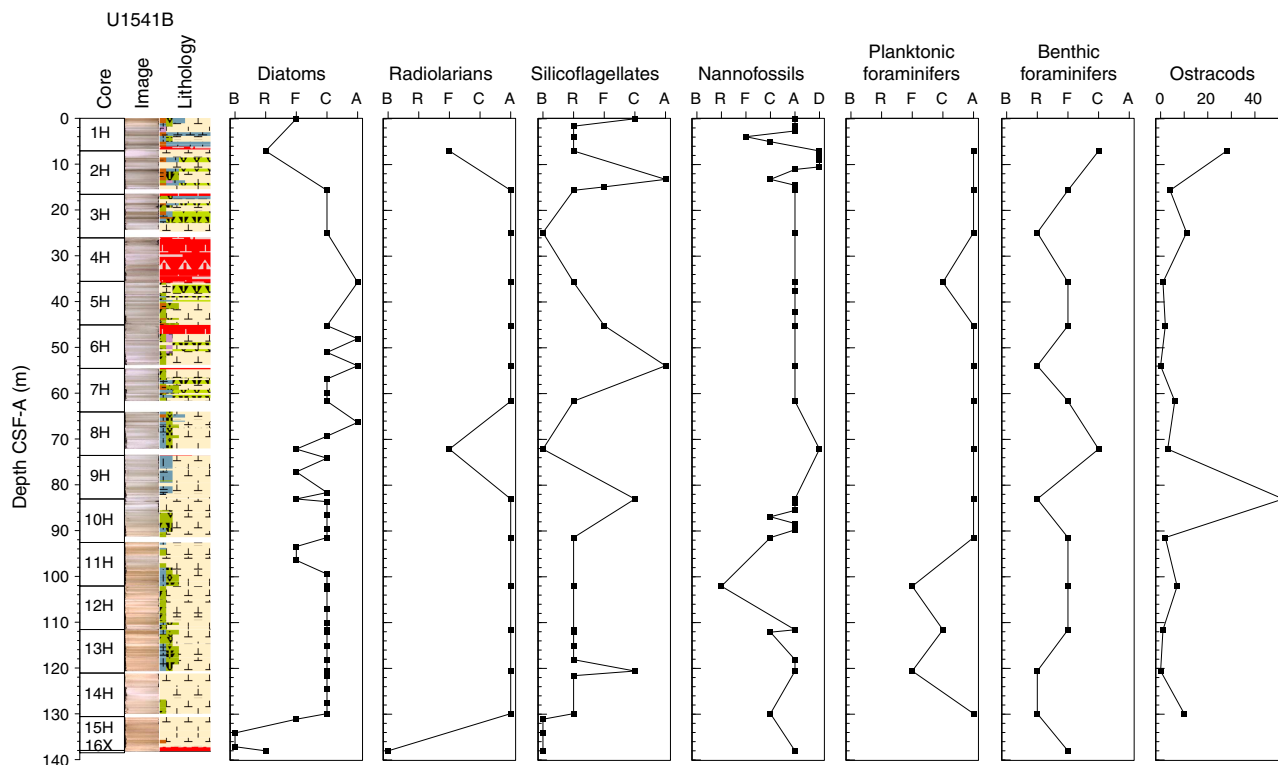 U1541B
Core
Image
Lithology
Diatoms
Radiolarians
Silicoflagellates
Nannofossils
Planktonic
foraminifers
Benthic
foraminifers
Ostracods
B R F C A
B R F C A
B R F C A
B R F C A D
B R F C A
B R F C A
0 20 40
Depth CSF-A (m)
0
10
20
30
40
50
60
70
80
90
100
110
120
130
140
1H
2H
3H
4H
5H
6H
7H
8H
9H
10H
11H
12H
13H
14H
15H
16X